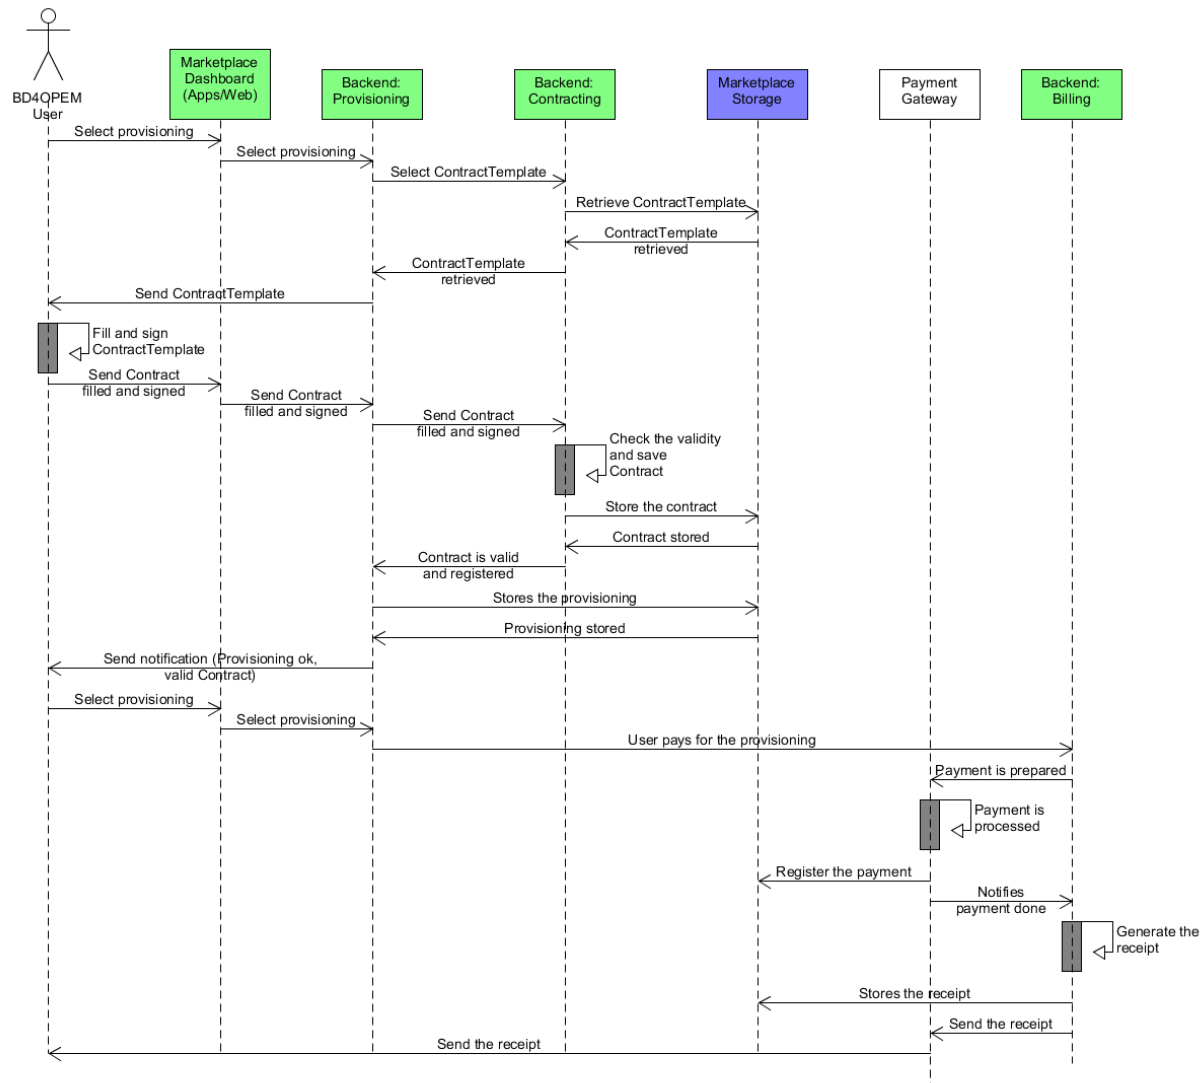 BD4OPEM
User
Marketplace
Dashboard
(Apps/Web)
Backend:
Provisioning
Backend:
Contracting
Marketplace
Storage
Payment
Gateway
Backend:
Billing
Select provisioning
Select provisioning
Select ContractTemplate
Retrieve ContractTemplate
ContractTemplate
retrieved
ContractTemplate
retrieved
Send ContractTemplate
Fill and sign
ContractTemplate
Send Contract
filled and signed
Send Contract
filled and signed
Send Contract
filled and signed
Check the validity
and save
Contract
Store the contract
Contract stored
Contract is valid
and registered
Stores the provisioning
Provisioning stored
Send notification (Provisioning ok,
valid Contract)
Select provisioning
Select provisioning
User pays for the provisioning
Payment is prepared
Payment is
processed
Register the payment
Notifies
payment done
Generate the
receipt
Stores the receipt
Send the receipt
Send the receipt